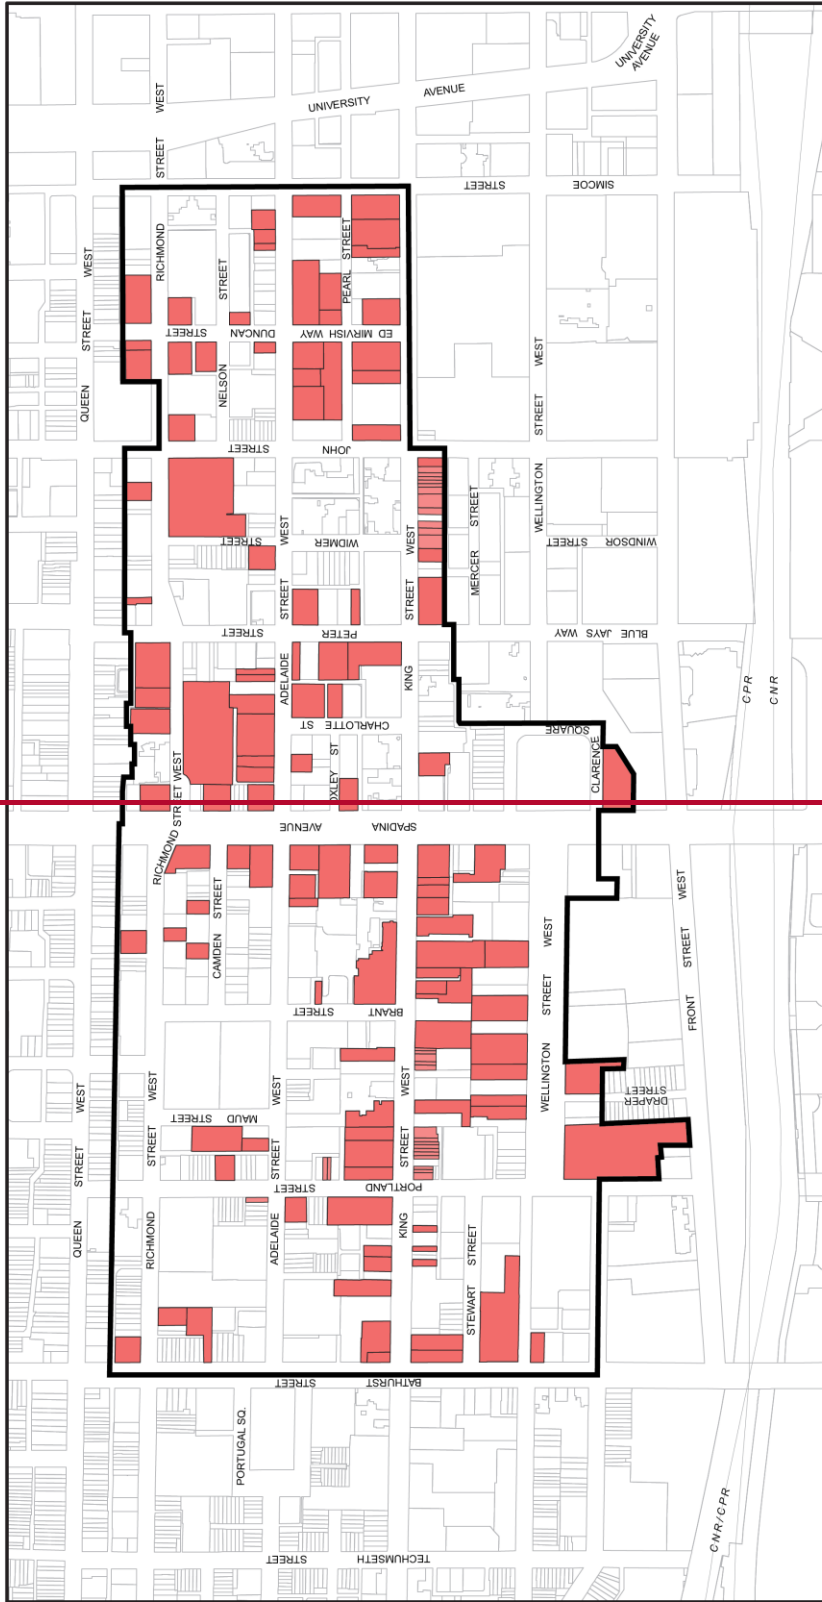 UNIVERSITY
AVENUE
UNIVERSITY
AVENUE
WEST
STREET
STREET
SIMCOE
RICHMOND
STREET
WEST
STREET
QUEEN
STREET
PEARL
STREET
DUNCAN
ED MIRVISH WAY
NELSON
WEST
STREET
WELLINGTON
STREET
JOHN
WEST
STREET
ADELAIDE
STREET
WIDMER
WEST
STREET
KING
STREET
MERCER
STREET
WINDSOR
STREET
PETER
BLUE JAYS WAY
CPR
CNR
CHARLOTTE
ST
SQUARE
CLARENCE
OXLEY ST
RICHMOND STREET WEST
AVENUE
SPADINA
STREET
CAMDEN
WEST
STREET
WELLINGTON
WEST
STREET
FRONT
STREET
BRANT
WEST
STREET
QUEEN
WEST
STREET
RICHMOND
STREET
MAUD
WEST
STREET
ADELAIDE
WEST
STREET
KING
DRAPER
STREET
STREET
PORTLAND
STREET
STEWART
STREET
BATHURST
PORTUGAL SQ.
STREET
TECHUMSETH
CNR/CPR